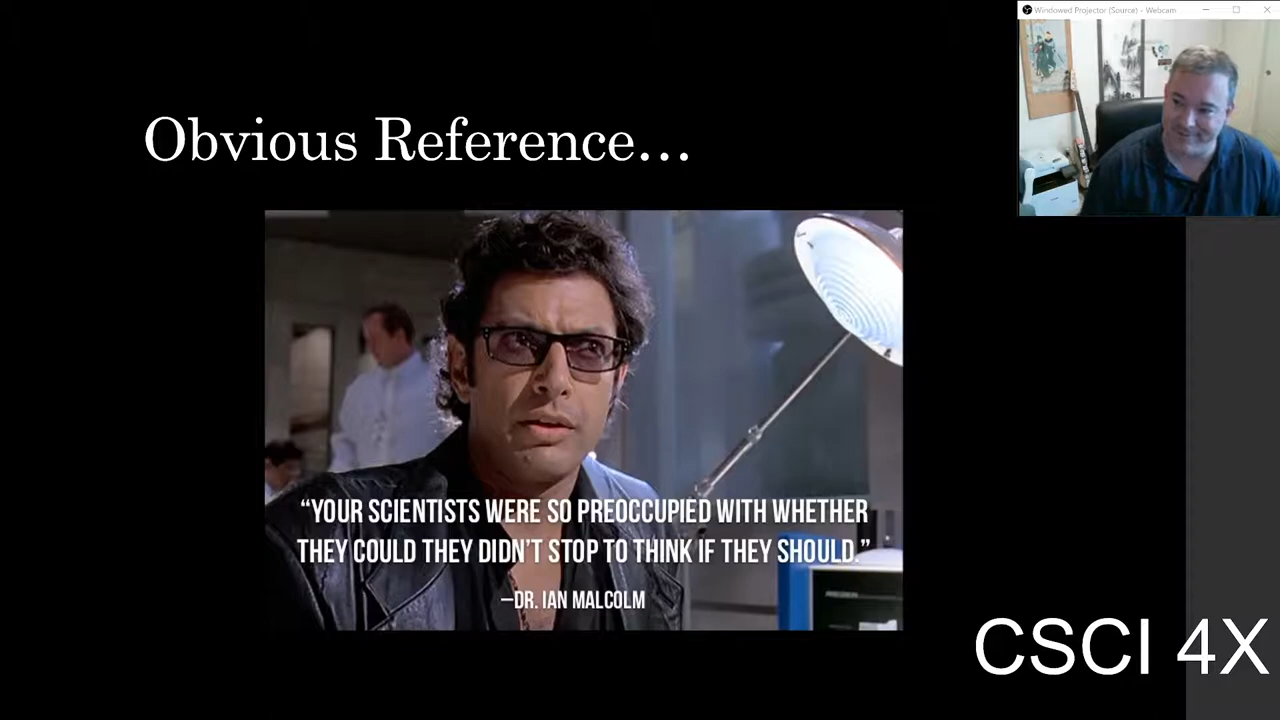 Windowed Projector (Source) - Webcam
Obvious Reference...
“YOUR SCIENTISTS WERE SO PREOCCUPIED WITH WHETHER
THEY COULD THEY DIDN’T STOP TO THINK IF THEY SHOULD.”
–DR. IAN MALCOLM
CSCI 4X